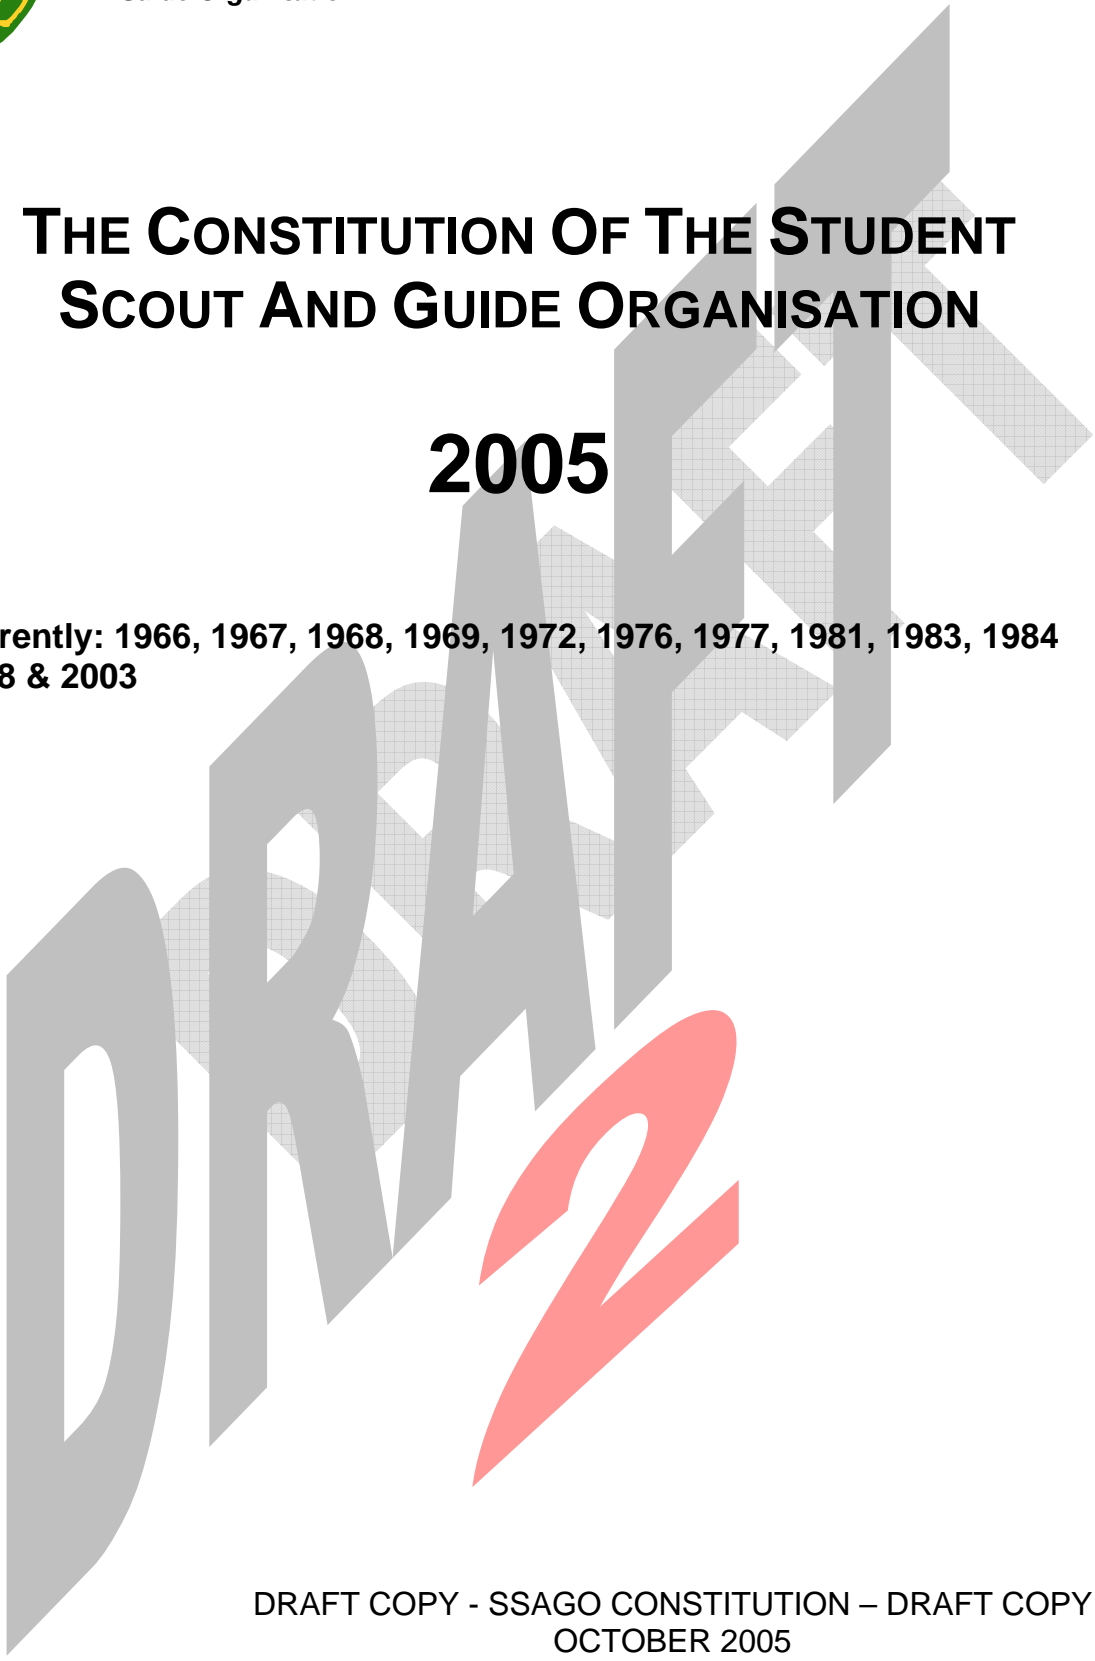 THE CONSTITUTION OF THE STUDENT
SCOUT AND GUIDE ORGANISATION
2005
rently: 1966, 1967, 1968, 1969, 1972, 1976, 1977, 1981, 1983, 1984
8 & 2003
DRAFT
2
DRAFT COPY - SSAGO CONSTITUTION – DRAFT COPY
OCTOBER 2005